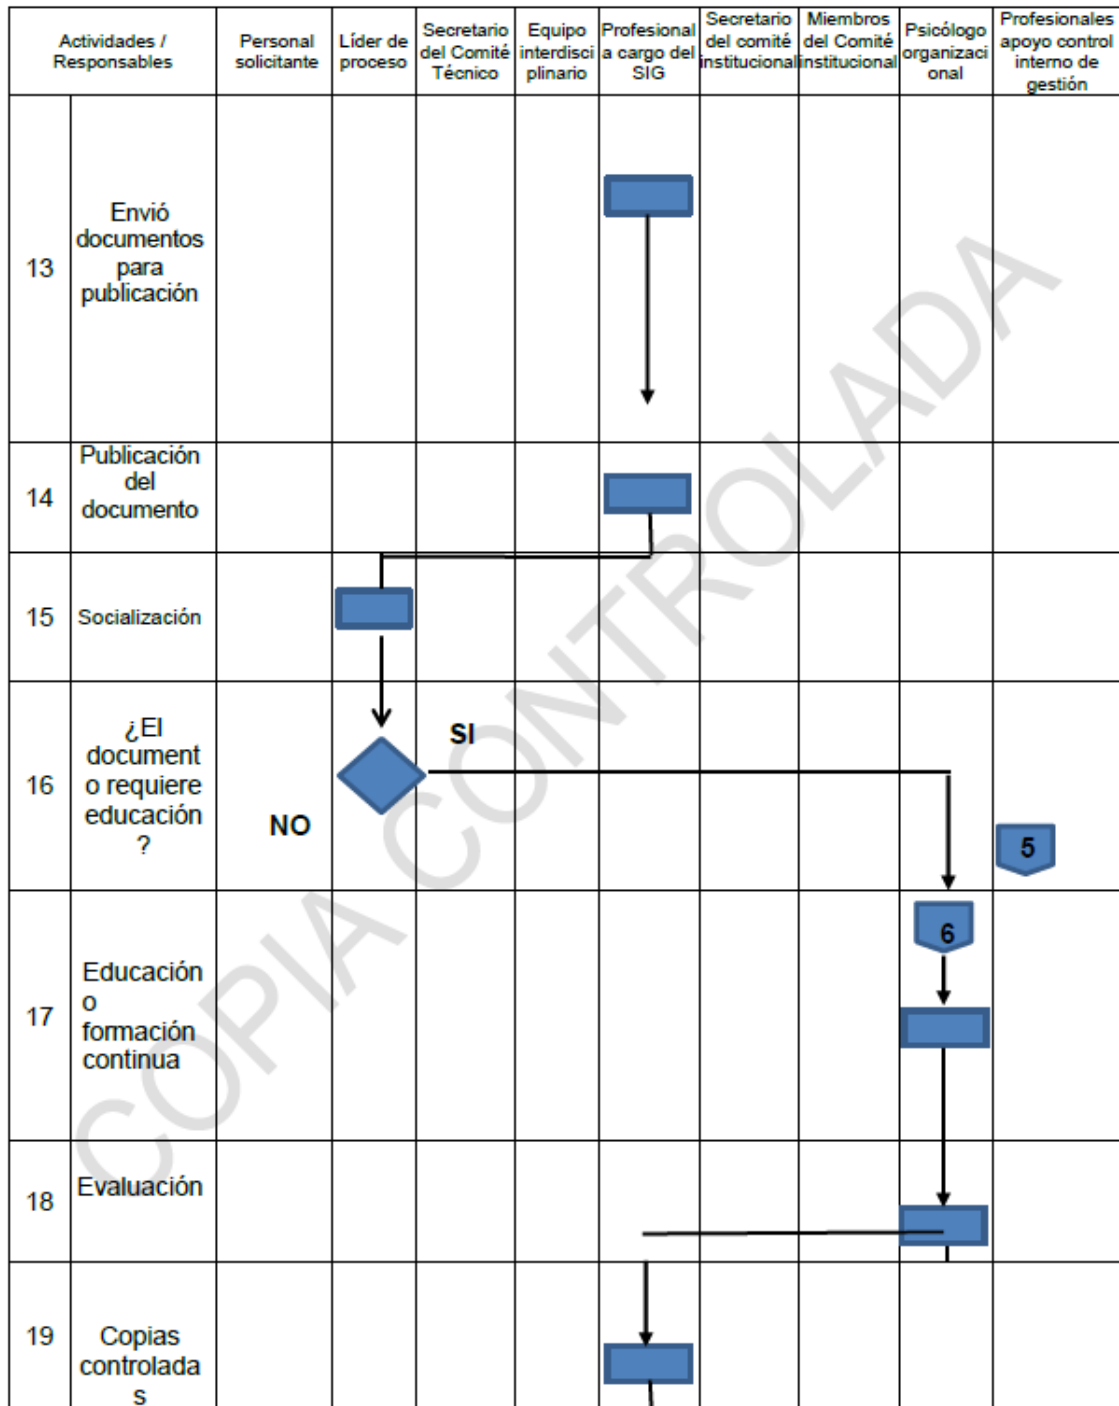 Actividades /
Responsables
Personal
solicitante
Líder de
proceso
Secretario
del Comité
Técnico
Equipo
interdisci
plinario
Profesional
a cargo del
SIG
Secretario
del comité
institucional
Miembros
del Comité
institucional
Psicólogo
organizaci
onal
Profesionales
apoyo control
interno de
gestión
13
Envió
documentos
para
publicación
14
Publicación
del
documento
15
Socialización
16
¿El
document
o requiere
educación
?
NO
SI
5
17
Educación
o
formación
continua
6
18
Evaluación
19
Copias
controlada
s
COPIA CONTROLADA